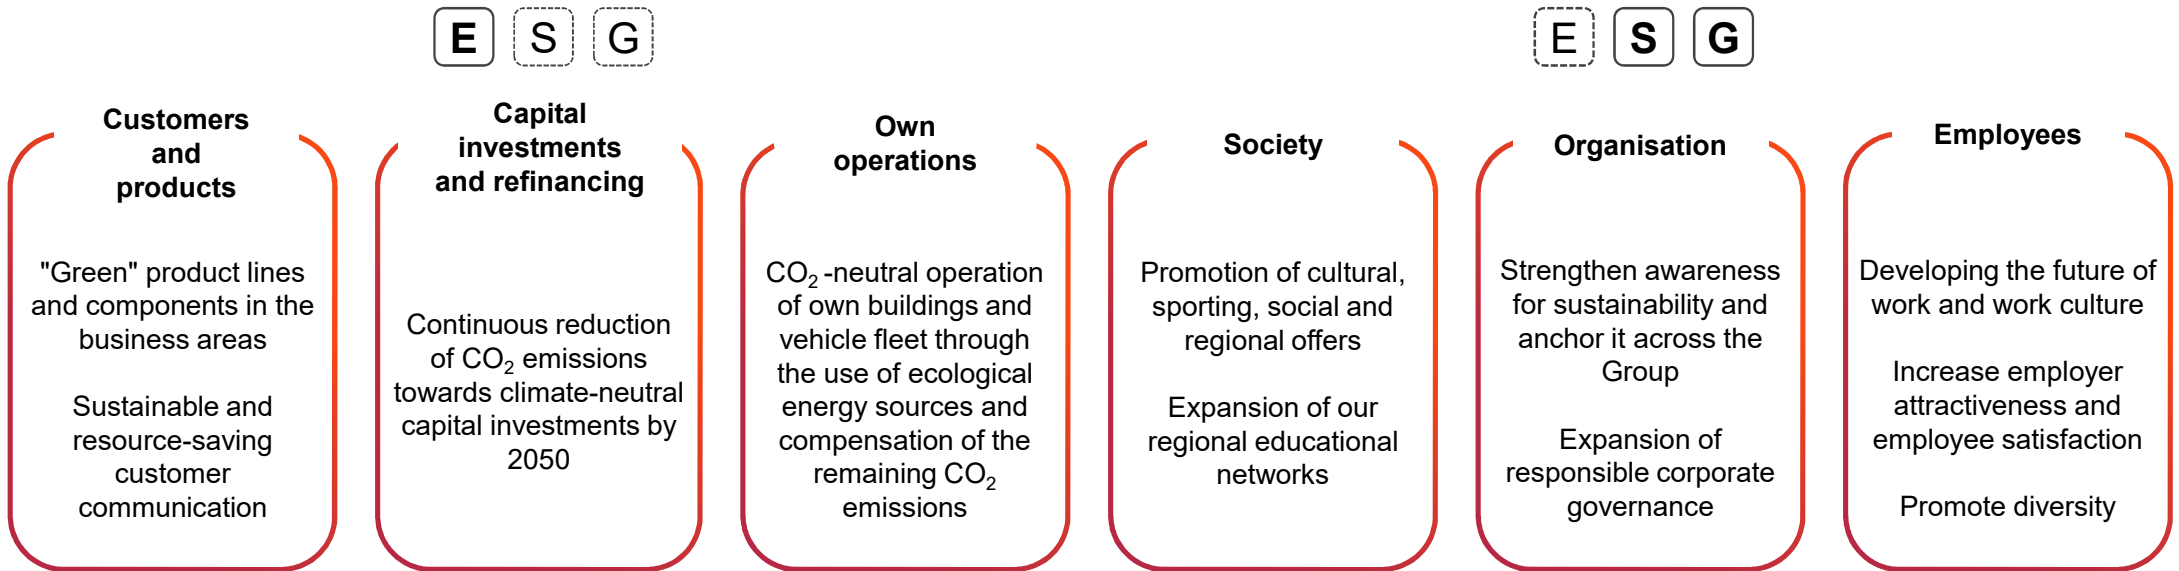 E S G
E S G
Customers
and
products
"Green" product lines
and components in the
business areas
Sustainable and
resource-saving
customer
communication
Capital
investments
and refinancing
Continuous reduction
of CO₂ emissions
towards climate-neutral
capital investments by
2050
Own
operations
CO₂-neutral operation
of own buildings and
vehicle fleet through
the use of ecological
energy sources and
compensation of the
remaining CO₂
emissions
Society
Promotion of cultural,
sporting, social and
regional offers
Expansion of our
regional educational
networks
Organisation
Strengthen awareness
for sustainability and
anchor it across the
Group
Expansion of
responsible corporate
governance
Employees
Developing the future of
work and work culture
Increase employer
attractiveness and
employee satisfaction
Promote diversity